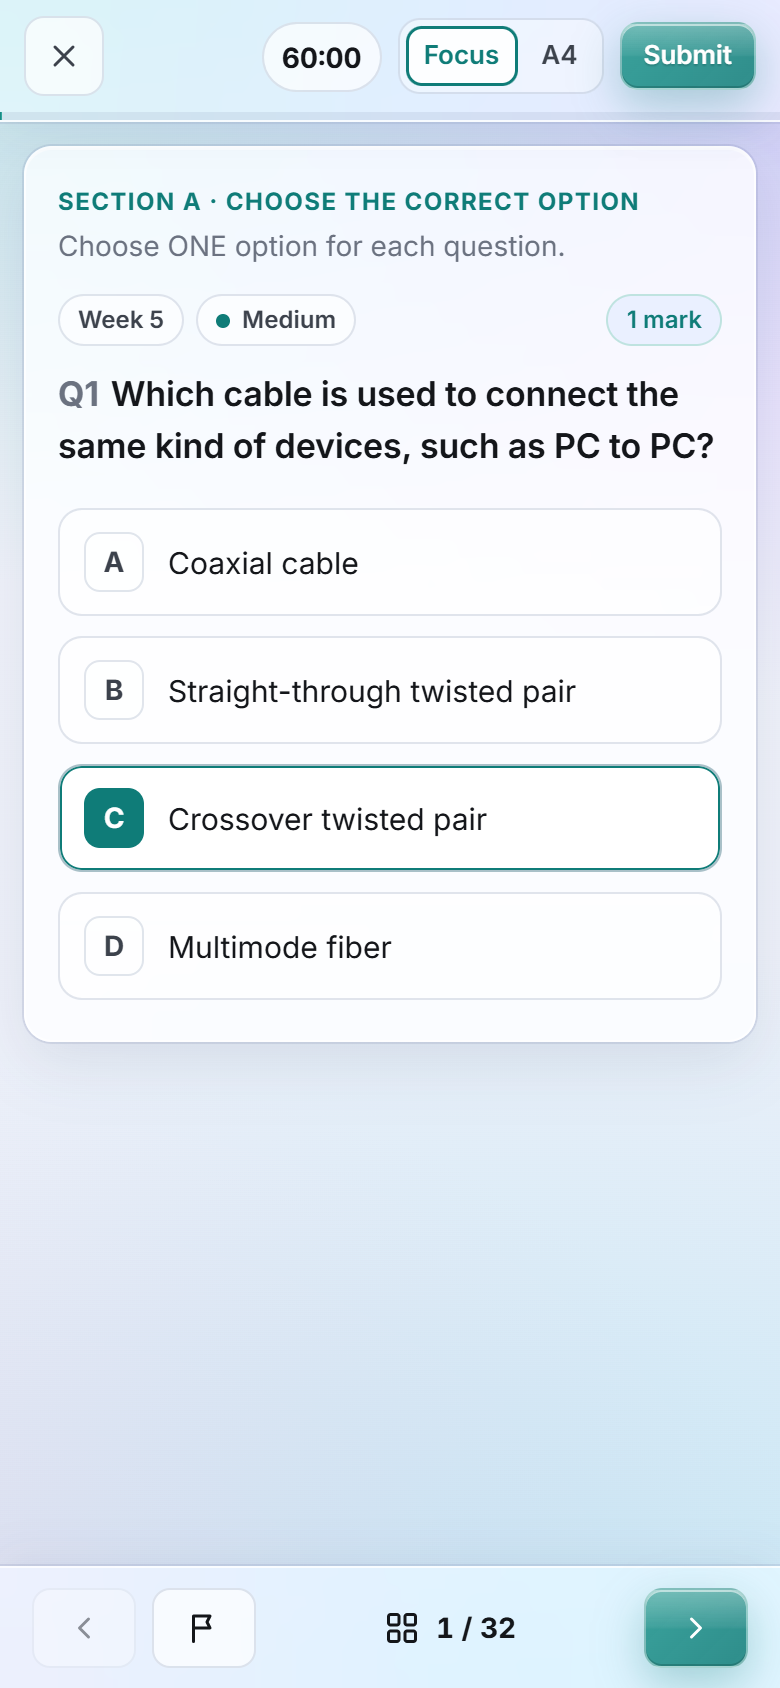 60:00
Focus
A4
Submit
SECTION A · CHOOSE THE CORRECT OPTION
Choose ONE option for each question.
Week 5
Medium
1 mark
Q1 Which cable is used to connect the
same kind of devices, such as PC to PC?
A Coaxial cable
B Straight-through twisted pair
C Crossover twisted pair
D Multimode fiber
1 / 32